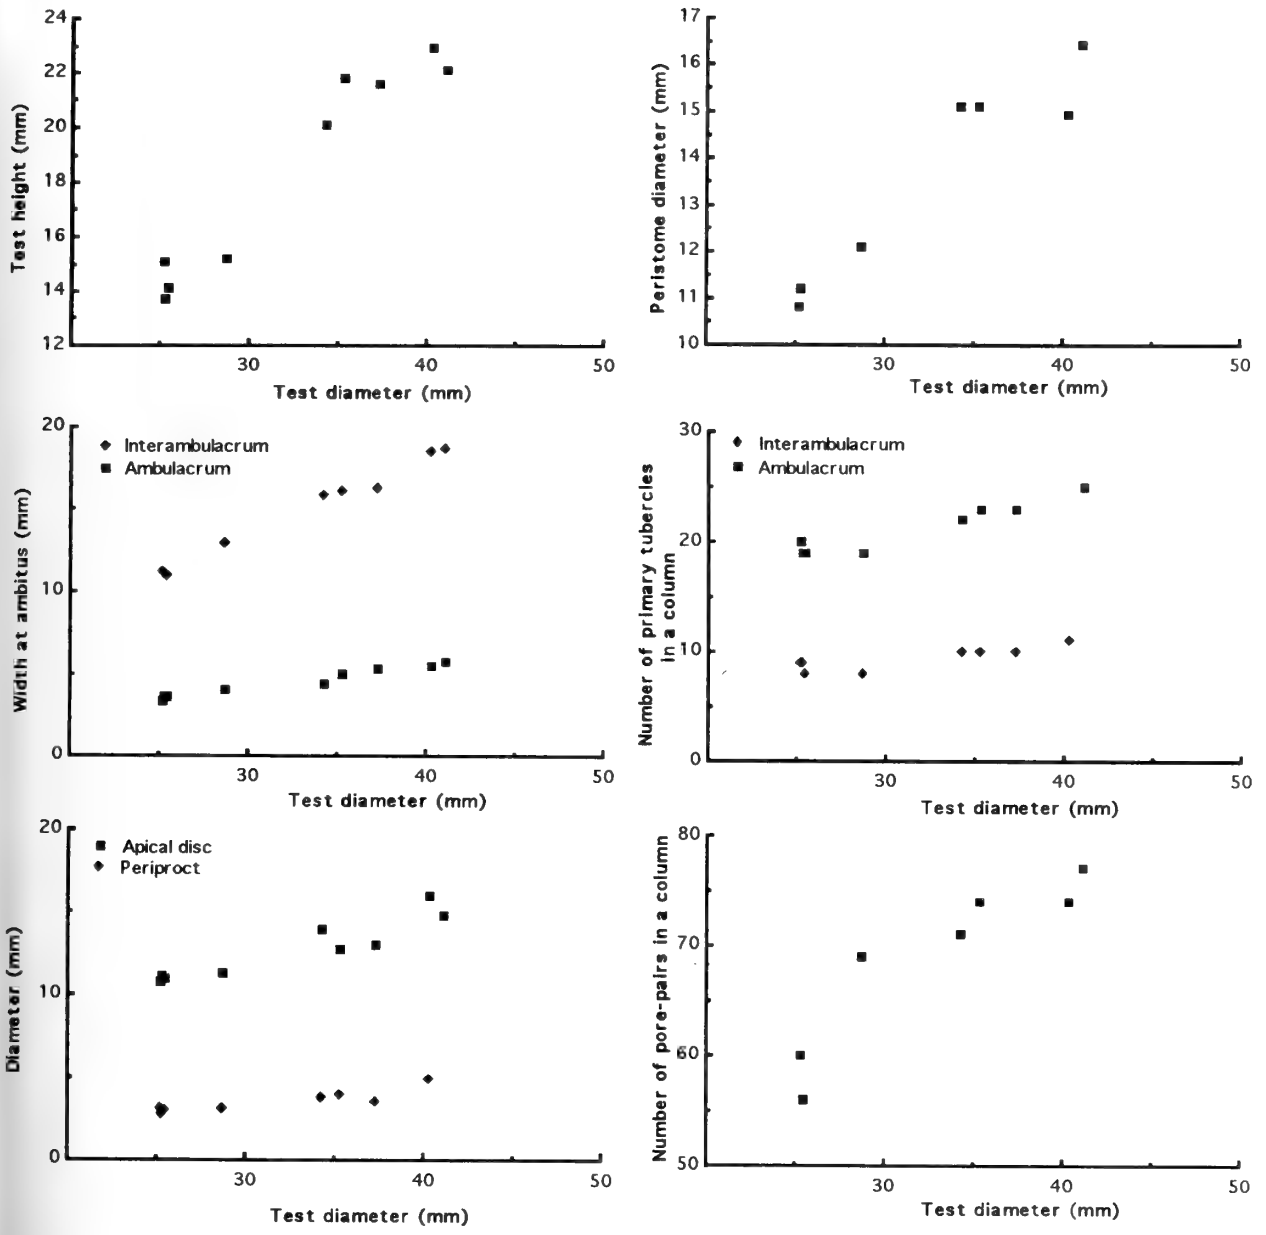 24
22
20
18
16
14
12
Test height (mm)
30
40
50
Test diameter (mm)
17
16
15
14
13
12
11
10
Peristome diameter (mm)
30
40
50
Test diameter (mm)
20
10
0
Width at ambitus (mm)
Interambulacrum
Ambulacrum
30
40
50
Test diameter (mm)
30
20
10
0
Number of primary tubercles
in a column
Interambulacrum
Ambulacrum
30
40
50
Test diameter (mm)
20
10
0
Diameter (mm)
Apical disc
Periproct
30
40
50
Test diameter (mm)
80
70
60
50
Number of pore-pairs in a column
30
40
50
Test diameter (mm)